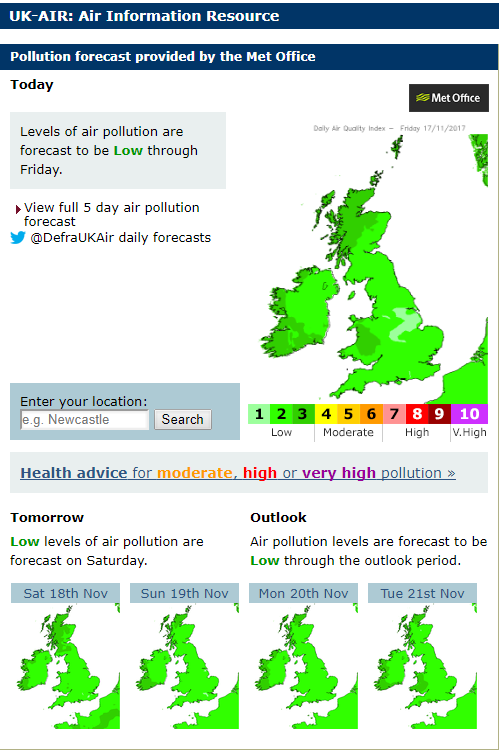 UK-AIR: Air Information Resource
Pollution forecast provided by the Met Office
Today
Met Office
Daily Air Quality Index - Friday 17/11/2017
Levels of air pollution are
forecast to be Low through
Friday.
View full 5 day air pollution
forecast
@DefraUKAir daily forecasts
Enter your location:
e.g. Newcastle Search
1 2 3 4 5 6 7 8 9 10
Low Moderate High V.High
Health advice for moderate, high or very high pollution »
Tomorrow
Low levels of air pollution are
forecast on Saturday.
Outlook
Air pollution levels are forecast to be
Low through the outlook period.
Sat 18th Nov Sun 19th Nov Mon 20th Nov Tue 21st Nov